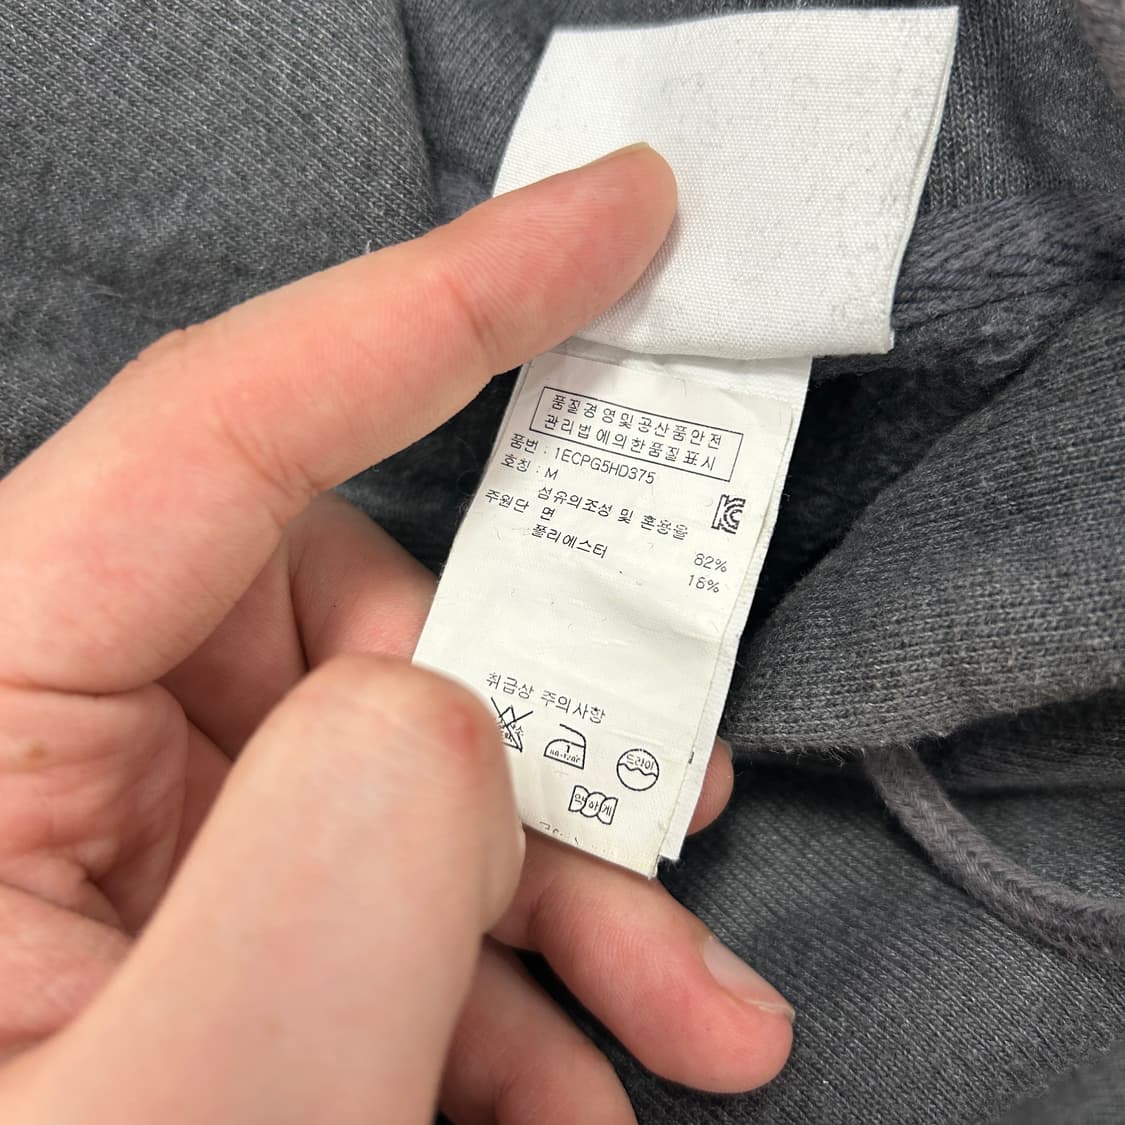 품질경영및공산품안전
관리법에의한품질표시
품번 : 1ECPG5HD375
호칭 : M
섬유의조성 및 혼용율
주원단 면 82%
폴리에스터 18%
취급상 주의사항
드라이
약하게